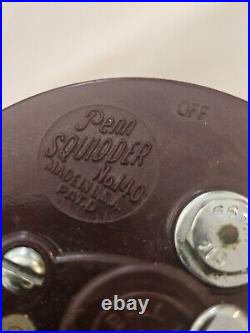 Penn
SQUIDDER
No. 140
MADE IN U.S.A.
PAT.D
OFF